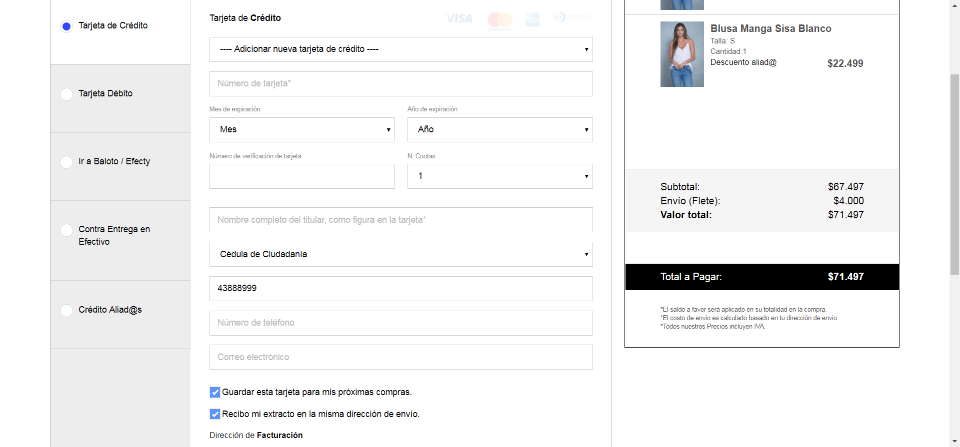 Tarjeta de Crédito
Tarjeta Débito
Ir a Baloto / Efecty
Contra Entrega en
Efectivo
Crédito Aliad@s
Tarjeta de Crédito
VISA
---- Adicionar nueva tarjeta de crédito ----
Número de tarjeta*
Mes de expiración
Año de expiración
Mes
Año
Número de verificación de tarjeta
N. Cuotas
1
Nombre completo del titular, como figura en la tarjeta*
Cédula de Ciudadanía
43888999
Número de teléfono
Correo electrónico
Guardar esta tarjeta para mis próximas compras.
Recibo mi extracto en la misma dirección de envío.
Dirección de Facturación
Blusa Manga Sisa Blanco
Talla: S
Cantidad:1
Descuento aliad@ $22.499
Subtotal: $67.497
Envío (Flete): $4.000
Valor total: $71.497
Total a Pagar: $71.497
*El saldo a favor será aplicado en su totalidad en la compra.
*El costo de envío es calculado basado en tu dirección de envío
*Todos nuestros Precios incluyen IVA.